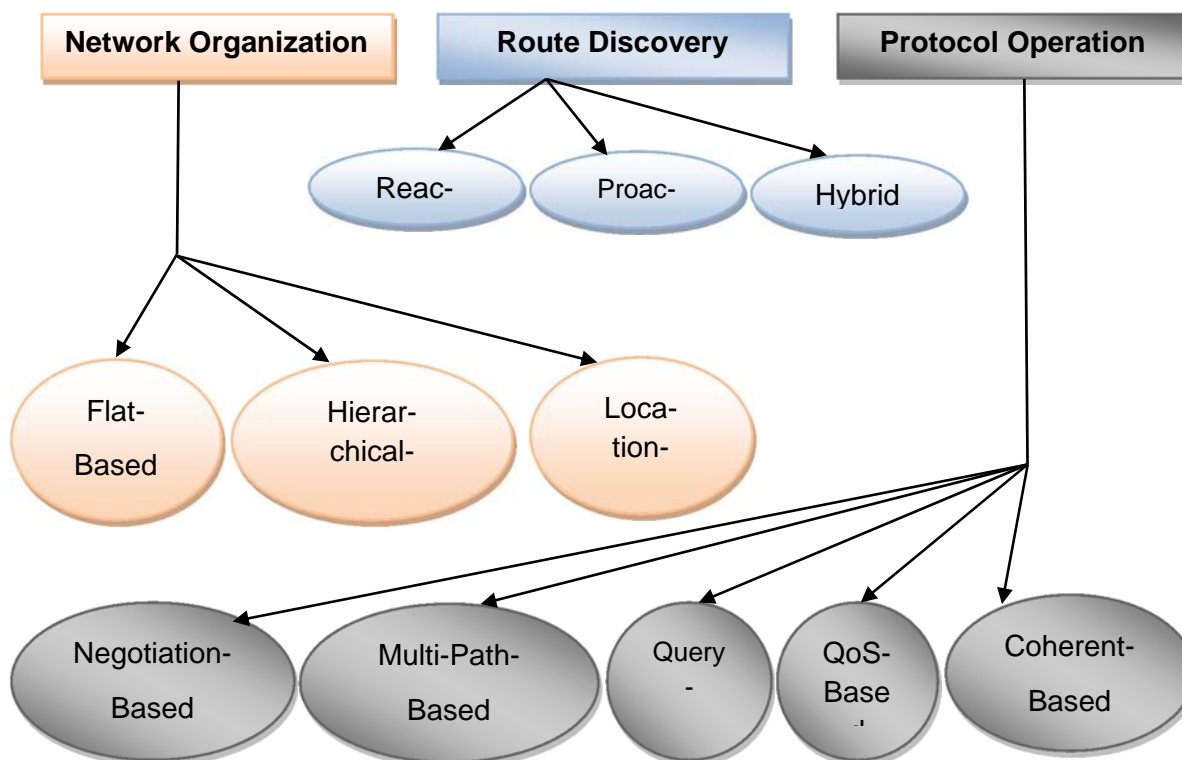 Network Organization
Route Discovery
Protocol Operation
Reac-
Proac-
Hybrid
Flat-
Based
Hierar-
chical-
Loca-
tion-
Negotiation-
Based
Multi-Path-
Based
Query
-
QoS-
Base
Coherent-
Based